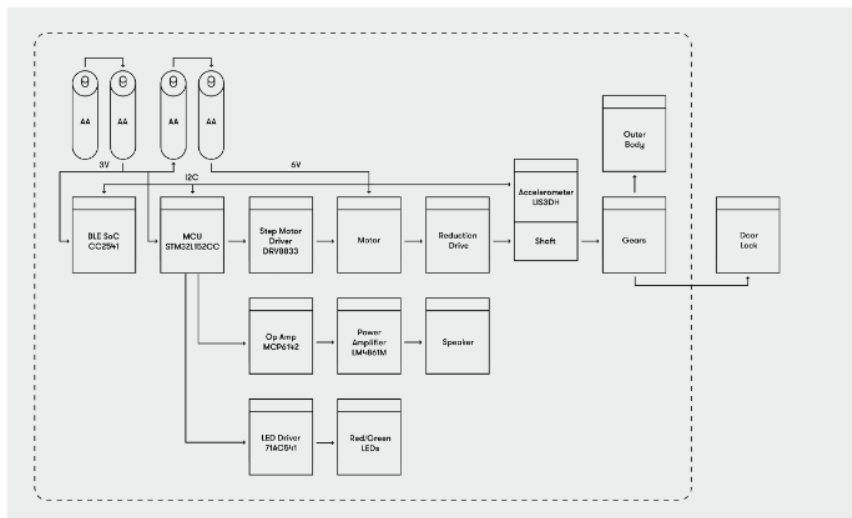 AA
AA
AA
AA
3V
6V
I2C
Outer
Body
Accelerometer
LIS3DH
Shaft
BLE SoC
CC2541
MCU
STM32L152CC
Step Motor
Driver
DRV8833
Motor
Reduction
Drive
Gears
Door
Lock
Op Amp
MCP6142
Power
Amplifier
LM4861M
Speaker
LED Driver
71AC541
Red/Green
LEDs